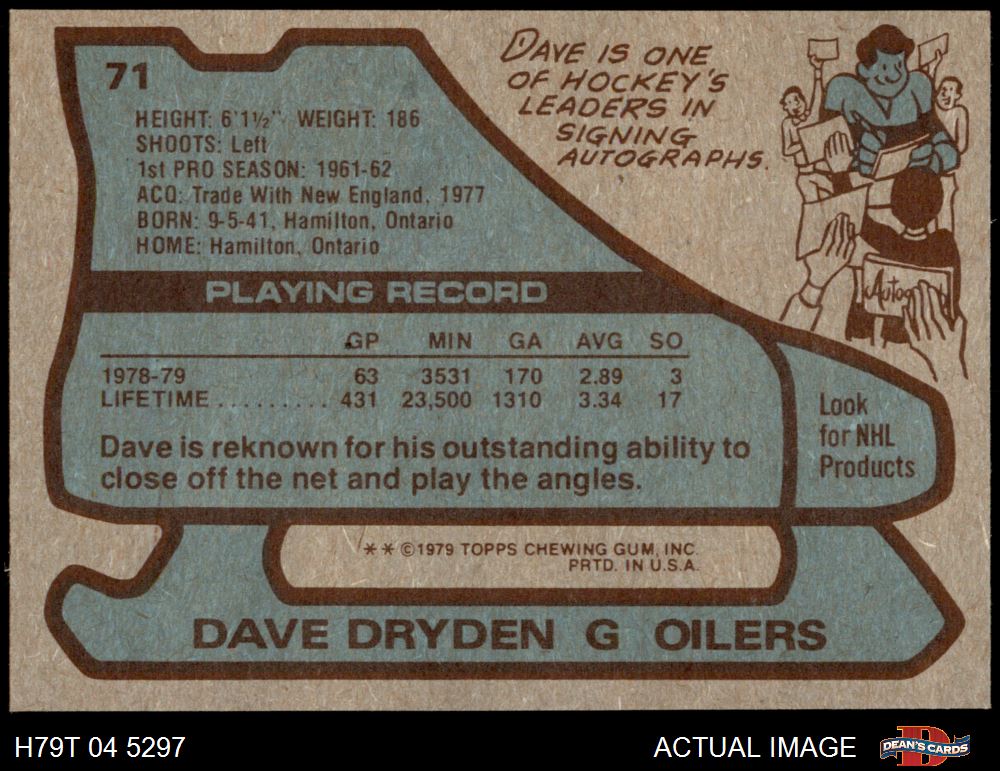 71
HEIGHT: 6'1½" WEIGHT: 186
SHOOTS: Left
1st PRO SEASON: 1961-62
ACQ: Trade With New England, 1977
BORN: 9-5-41, Hamilton, Ontario
HOME: Hamilton, Ontario
DAVE IS ONE
OF HOCKEY'S
LEADERS IN
SIGNING
AUTOGRAPHS.
Autog
PLAYING RECORD
GP MIN GA AVG SO
1978-79 63 3531 170 2.89 3
LIFETIME.......... 431 23,500 1310 3.34 17
Dave is reknown for his outstanding ability to
close off the net and play the angles.
Look
for NHL
Products
**©1979 TOPPS CHEWING GUM, INC.
PRTD. IN U.S.A.
DAVE DRYDEN G OILERS
H79T 04 5297
ACTUAL IMAGE
DEAN'S CARDS